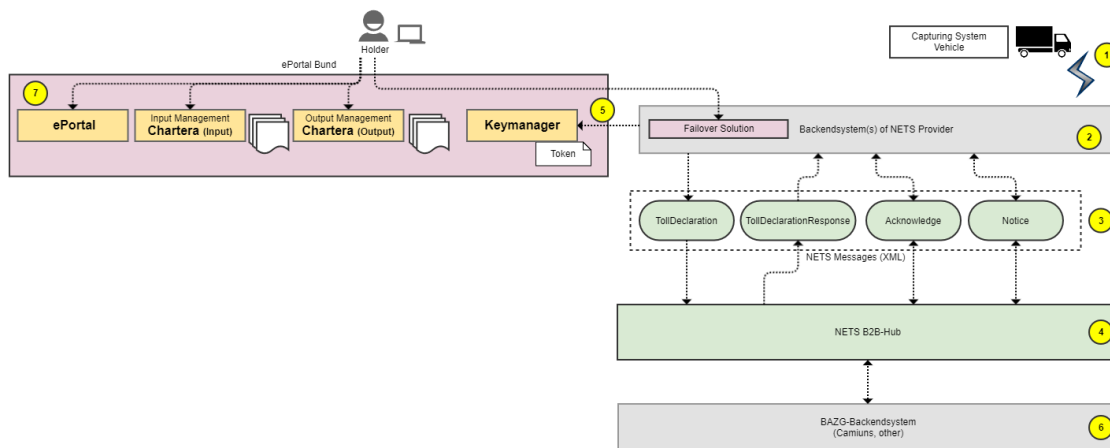 Holder
ePortal Bund
Capturing System
Vehicle
1
7
ePortal
Input Management
Chartera (Input)
Output Management
Chartera (Output)
5
Keymanager
Token
Failover Solution
Backendsystem(s) of NETS Provider
2
TollDeclaration
TollDeclarationResponse
Acknowledge
Notice
3
NETS Messages (XML)
NETS B2B-Hub
4
BAZG-Backendsystem
(Camiuns, other)
6